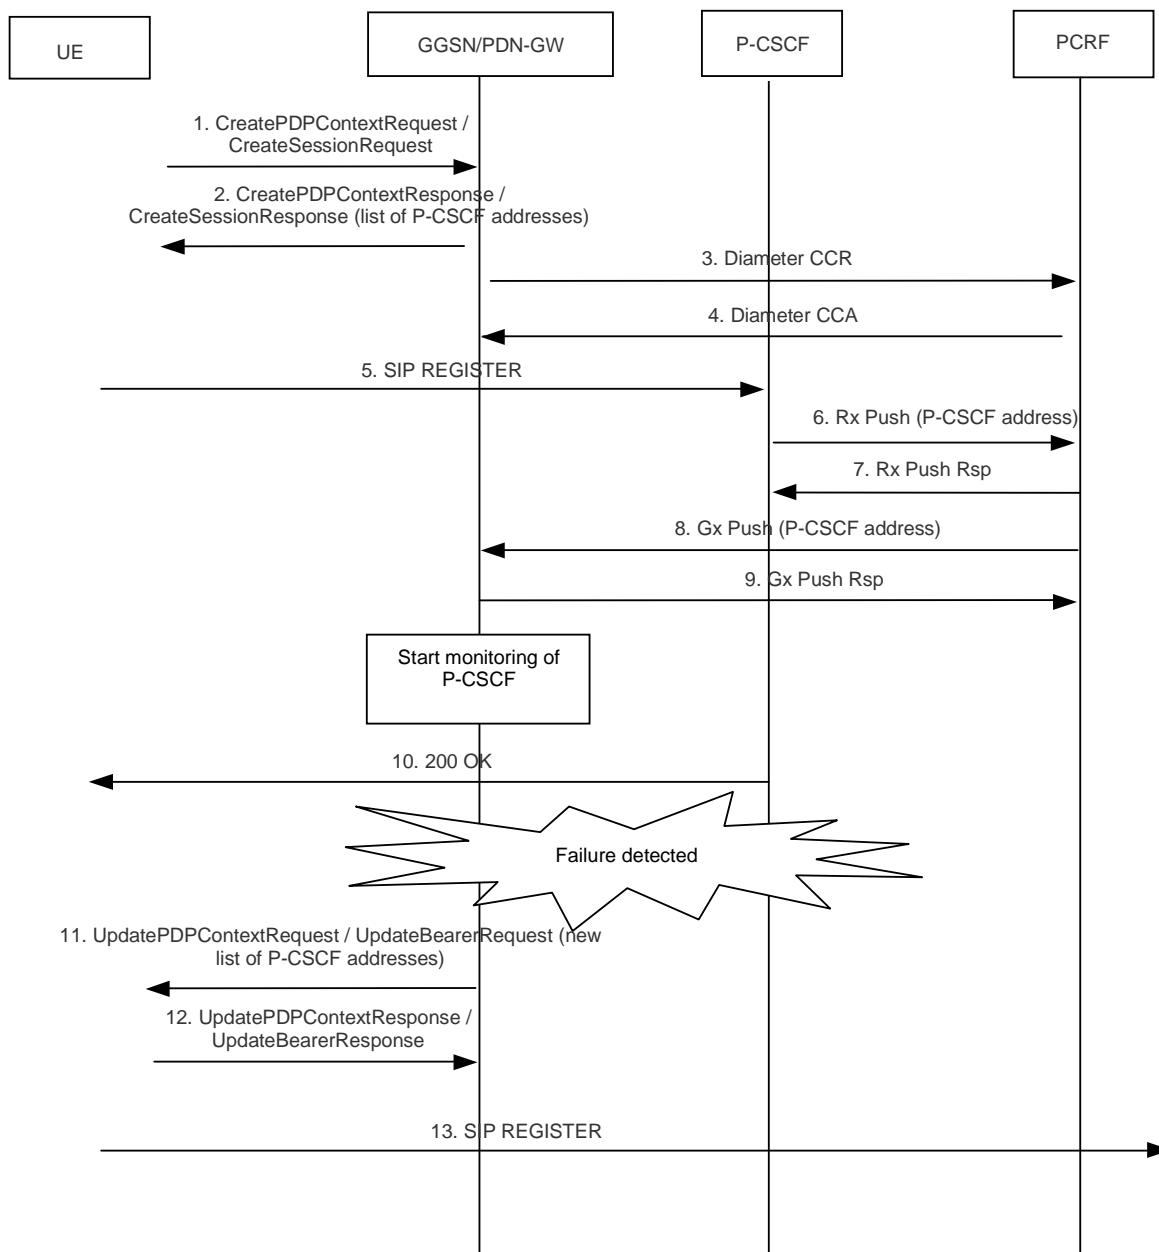 UE
GGSN/PDN-GW
P-CSCF
PCRF
1. CreatePDPContextRequest /
CreateSessionRequest
2. CreatePDPContextResponse /
CreateSessionResponse (list of P-CSCF addresses)
3. Diameter CCR
4. Diameter CCA
5. SIP REGISTER
6. Rx Push (P-CSCF address)
7. Rx Push Rsp
8. Gx Push (P-CSCF address)
9. Gx Push Rsp
Start monitoring of
P-CSCF
10. 200 OK
Failure detected
11. UpdatePDPContextRequest / UpdateBearerRequest (new
list of P-CSCF addresses)
12. UpdatePDPContextResponse /
UpdateBearerResponse
13. SIP REGISTER